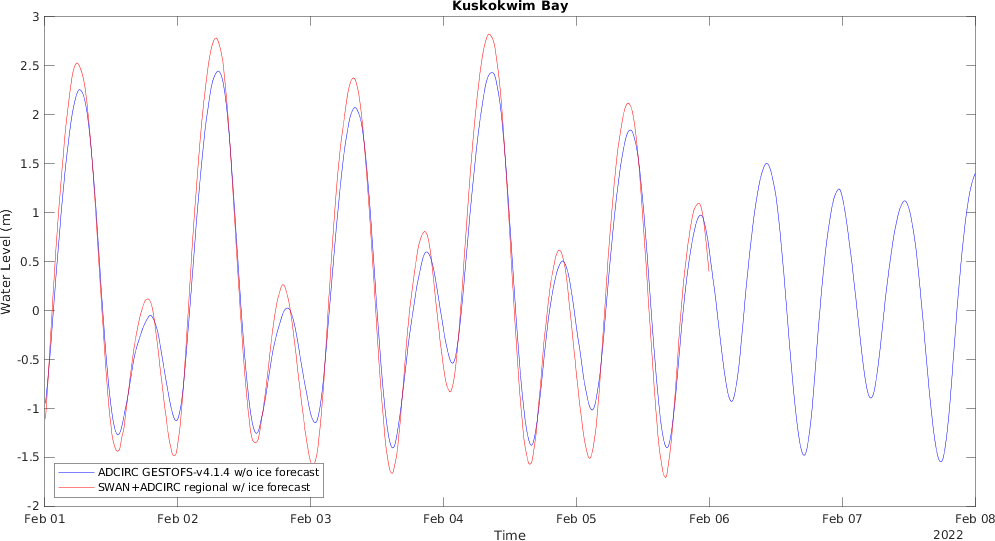 Kuskokwim Bay
3
2.5
2
1.5
1
0.5
0
-0.5
-1
-1.5
-2
Water Level (m)
ADCIRC GESTOFS-v4.1.4 w/o ice forecast
SWAN+ADCIRC regional w/ ice forecast
Feb 01 Feb 02 Feb 03 Feb 04 Feb 05 Feb 06 Feb 07 Feb 08
Time
2022